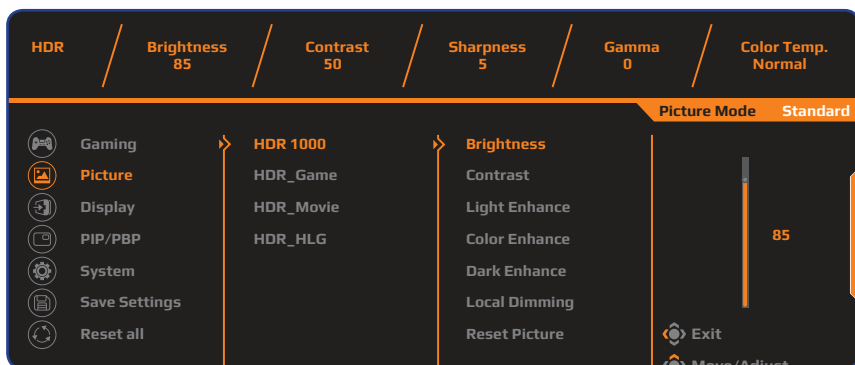 HDR Brightness Contrast Sharpness Gamma Color Temp.
85 50 5 0 Normal
Picture Mode Standard
Gaming HDR 1000 Brightness
Picture HDR_Game Contrast
Display HDR_Movie Light Enhance
PIP/PBP HDR_HLG Color Enhance 85
System Dark Enhance
Save Settings Local Dimming
Reset all Reset Picture Exit
Move/Adjust